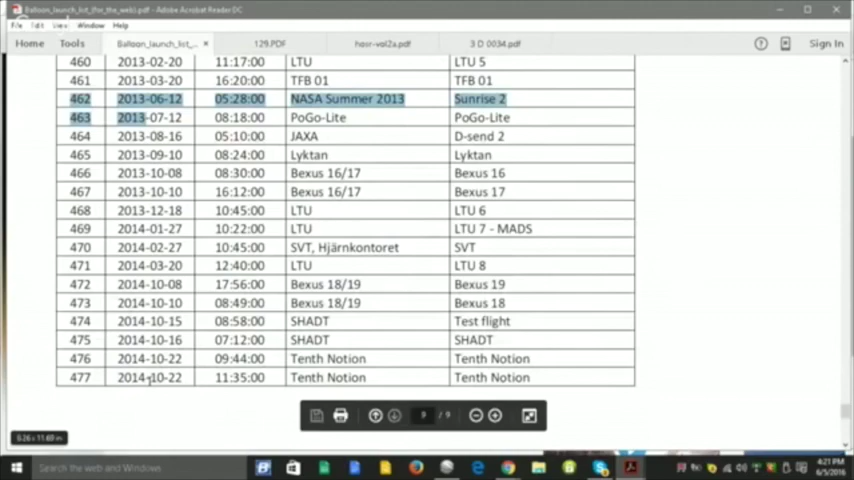 Balloon_launch_list_(for_the_web).pdf - Adobe Acrobat Reader DC
File Edit View Window Help
Home Tools Balloon_launch_list_... × 129.PDF hasr-vol2a.pdf 3 D 0034.pdf Sign In
460 2013-02-20 11:17:00 LTU LTU 5
461 2013-03-20 16:20:00 TFB 01 TFB 01
462 2013-06-12 05:28:00 NASA Summer 2013 Sunrise 2
463 2013-07-12 08:18:00 PoGo-Lite PoGo-Lite
464 2013-08-16 05:10:00 JAXA D-send 2
465 2013-09-10 08:24:00 Lyktan Lyktan
466 2013-10-08 08:30:00 Bexus 16/17 Bexus 16
467 2013-10-10 16:12:00 Bexus 16/17 Bexus 17
468 2013-12-18 10:45:00 LTU LTU 6
469 2014-01-27 10:22:00 LTU LTU 7 - MADS
470 2014-02-27 10:45:00 SVT, Hjärnkontoret SVT
471 2014-03-20 12:40:00 LTU LTU 8
472 2014-10-08 17:56:00 Bexus 18/19 Bexus 19
473 2014-10-10 08:49:00 Bexus 18/19 Bexus 18
474 2014-10-15 08:58:00 SHADT Test flight
475 2014-10-16 07:12:00 SHADT SHADT
476 2014-10-22 09:44:00 Tenth Notion Tenth Notion
477 2014-10-22 11:35:00 Tenth Notion Tenth Notion
9 / 9
8.26 x 11.69 in
Search the web and Windows
4:21 PM
6/5/2016